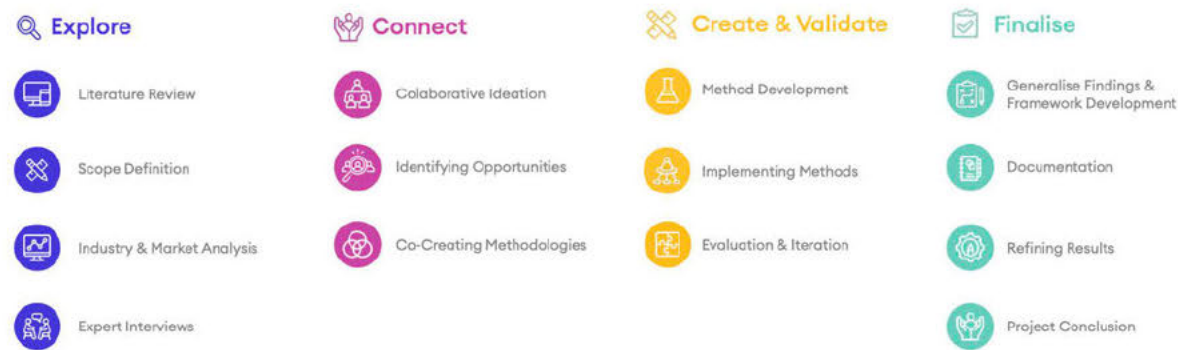 Explore
Literature Review
Scope Definition
Industry & Market Analysis
Expert Interviews
Connect
Colaborative Ideation
Identifying Opportunities
Co-Creating Methodologies
Create & Validate
Method Development
Implementing Methods
Evaluation & Iteration
Finalise
Generalise Findings &
Framework Development
Documentation
Refining Results
Project Conclusion